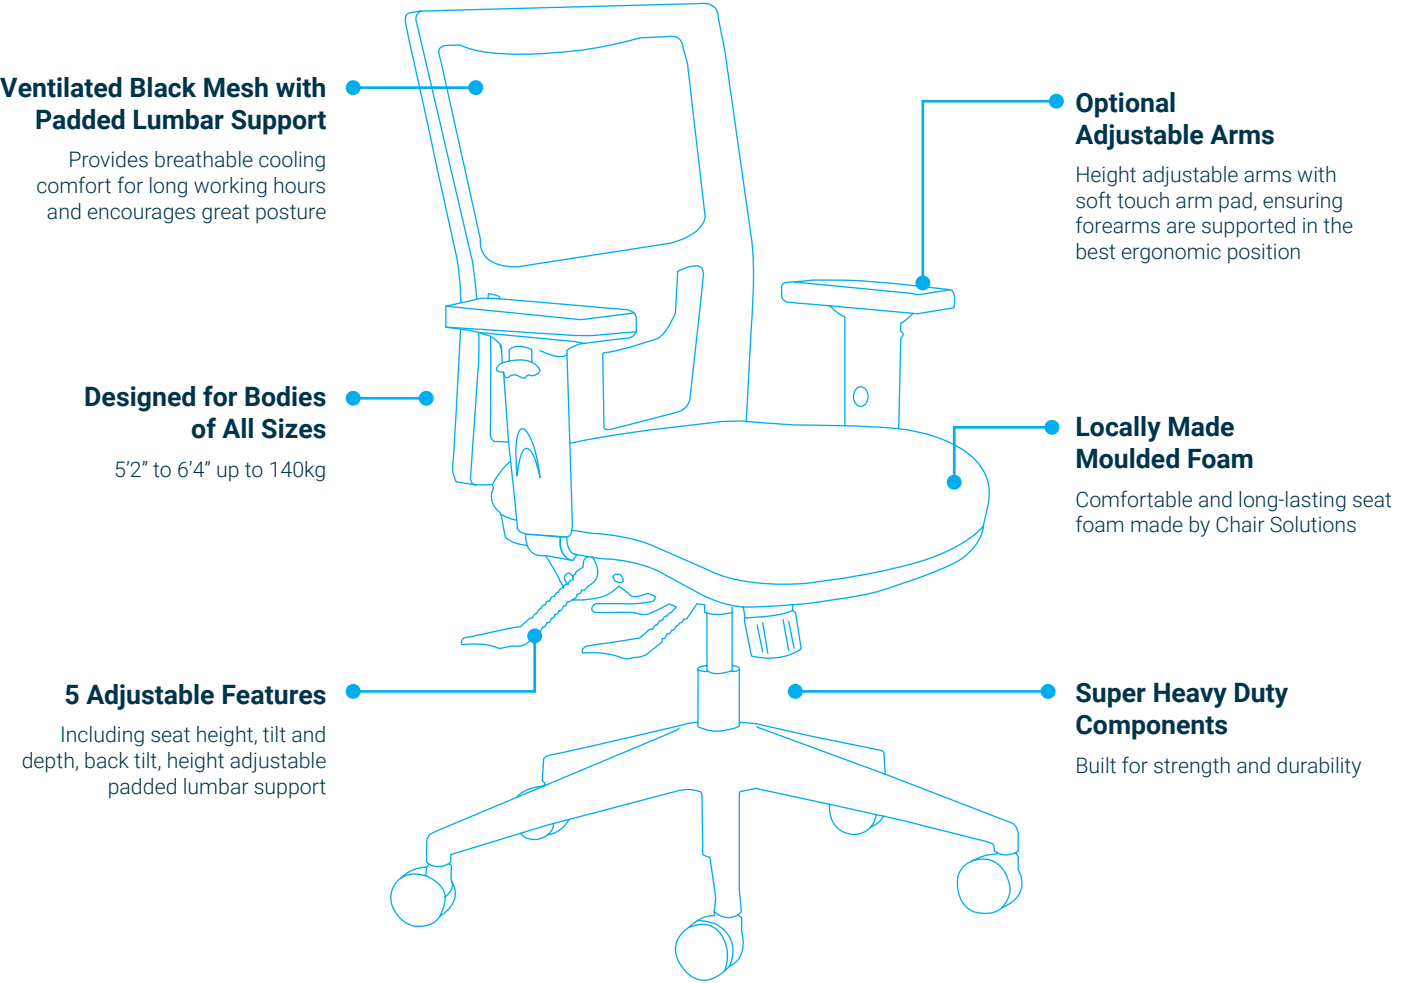 Ventilated Black Mesh with
Padded Lumbar Support
Provides breathable cooling
comfort for long working hours
and encourages great posture
Designed for Bodies
of All Sizes
5’2” to 6’4” up to 140kg
5 Adjustable Features
Including seat height, tilt and
depth, back tilt, height adjustable
padded lumbar support
Optional
Adjustable Arms
Height adjustable arms with
soft touch arm pad, ensuring
forearms are supported in the
best ergonomic position
Locally Made
Moulded Foam
Comfortable and long-lasting seat
foam made by Chair Solutions
Super Heavy Duty
Components
Built for strength and durability